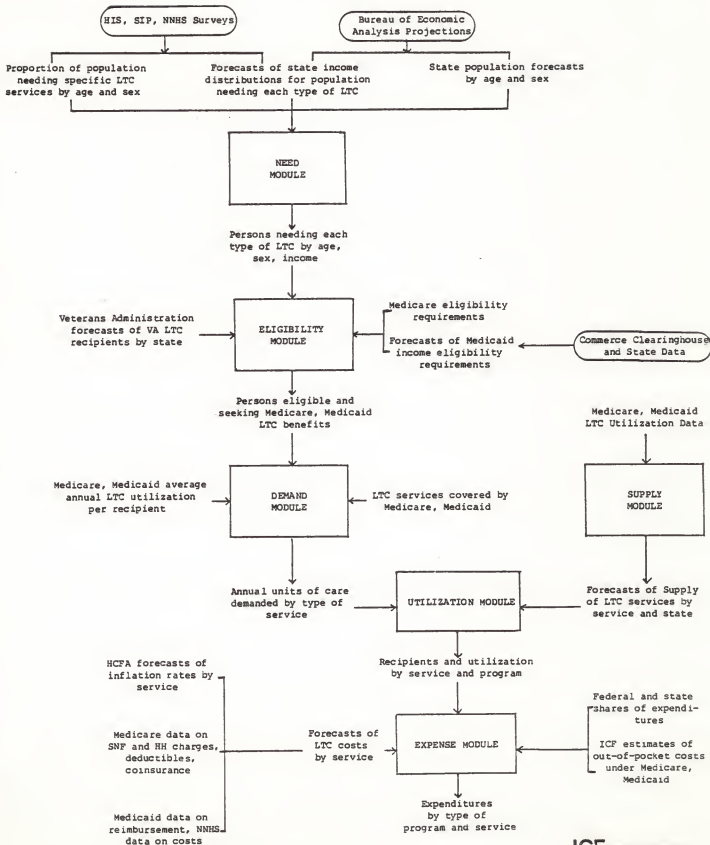 HIS, SIP, NNHS Surveys
Bureau of Economic
Analysis Projections
Proportion of population
needing specific LTC
services by age and sex
Forecasts of state income
distributions for population
needing each type of LTC
State population forecasts
by age and sex
NEED
MODULE
Persons needing each
type of LTC by age,
sex, income
Veterans Administration
forecasts of VA LTC
recipients by state
ELIGIBILITY
MODULE
Medicare eligibility
requirements
Forecasts of Medicaid
income eligibility
requirements
Commerce Clearinghouse
and State Data
Persons eligible and
seeking Medicare, Medicaid
LTC benefits
Medicare, Medicaid
LTC Utilization Data
Medicare, Medicaid average
annual LTC utilization
per recipient
DEMAND
MODULE
LTC services covered by
Medicare, Medicaid
SUPPLY
MODULE
Annual units of care
demanded by type of
service
UTILIZATION MODULE
Forecasts of Supply
of LTC services by
service and state
Recipients and utilization
by service and program
HCFA forecasts of
inflation rates by
service
Medicare data on
SNF and HH charges,
deductibles,
coinsurance
Medicaid data on
reimbursement, NNHS
data on costs
Forecasts of
LTC costs
by service
EXPENSE MODULE
Federal and state
shares of expendi-
tures
ICF estimates of
out-of-pocket costs
under Medicare,
Medicaid
Expenditures
by type of
program and service
ICF